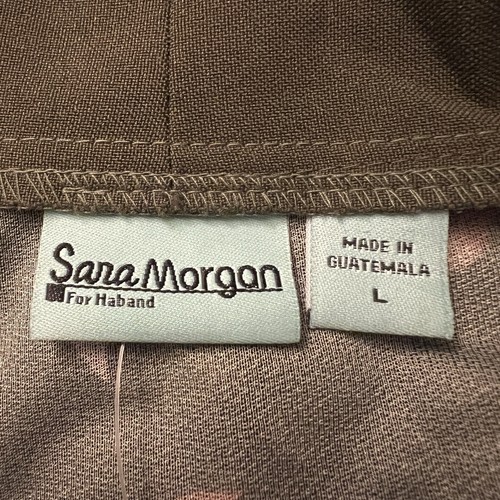 Sara Morgan
For Haband
MADE IN
GUATEMALA
L